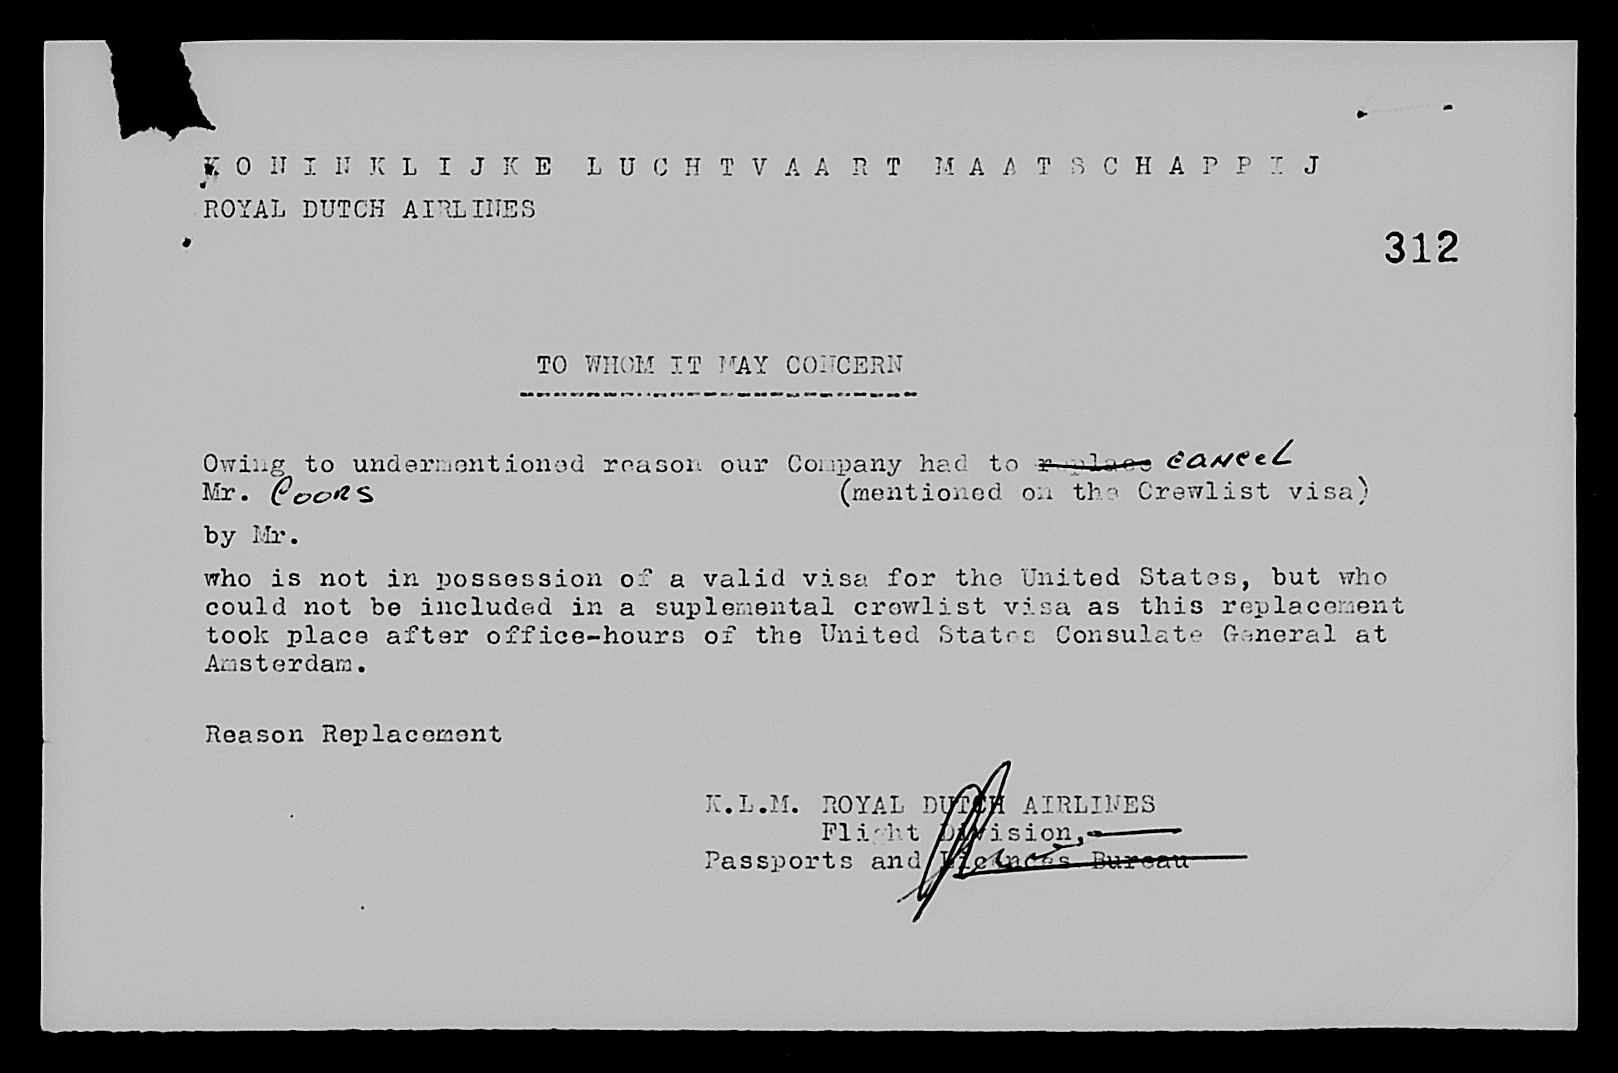 KONINKLIJKE LUCHTVAART MAATSCHAPPIJ
ROYAL DUTCH AIRLINES
312
TO WHOM IT MAY CONCERN
Owing to undermentioned reason our Company had to replace CANCEL
Mr. COORS (mentioned on the Crewlist visa)
by Mr.
who is not in possession of a valid visa for the United States, but who
could not be included in a suplemental crewlist visa as this replacement
took place after office-hours of the United States Consulate General at
Amsterdam.
Reason Replacement
K.L.M. ROYAL DUTCH AIRLINES
Flight Division,
Passports and Licences Bureau